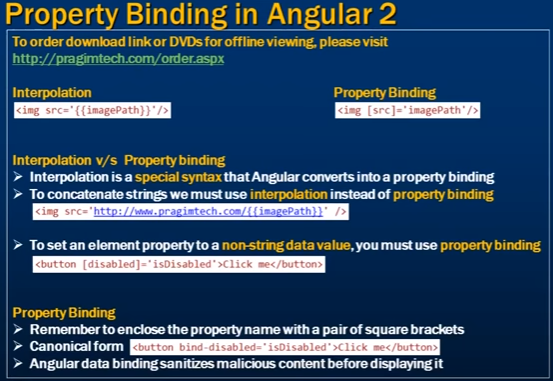 Property Binding in Angular 2
To order download link or DVDs for offline viewing, please visit
http://pragimtech.com/order.aspx
Interpolation
<img src='{{imagePath}}'/>
Property Binding
<img [src]='imagePath'/>
Interpolation v/s Property binding
➢ Interpolation is a special syntax that Angular converts into a property binding
➢ To concatenate strings we must use interpolation instead of property binding
<img src='http://www.pragimtech.com/{{imagePath}}' />
➢ To set an element property to a non-string data value, you must use property binding
<button [disabled]='isDisabled'>Click me</button>
Property Binding
➢ Remember to enclose the property name with a pair of square brackets
➢ Canonical form <button bind-disabled='isDisabled'>Click me</button>
➢ Angular data binding sanitizes malicious content before displaying it